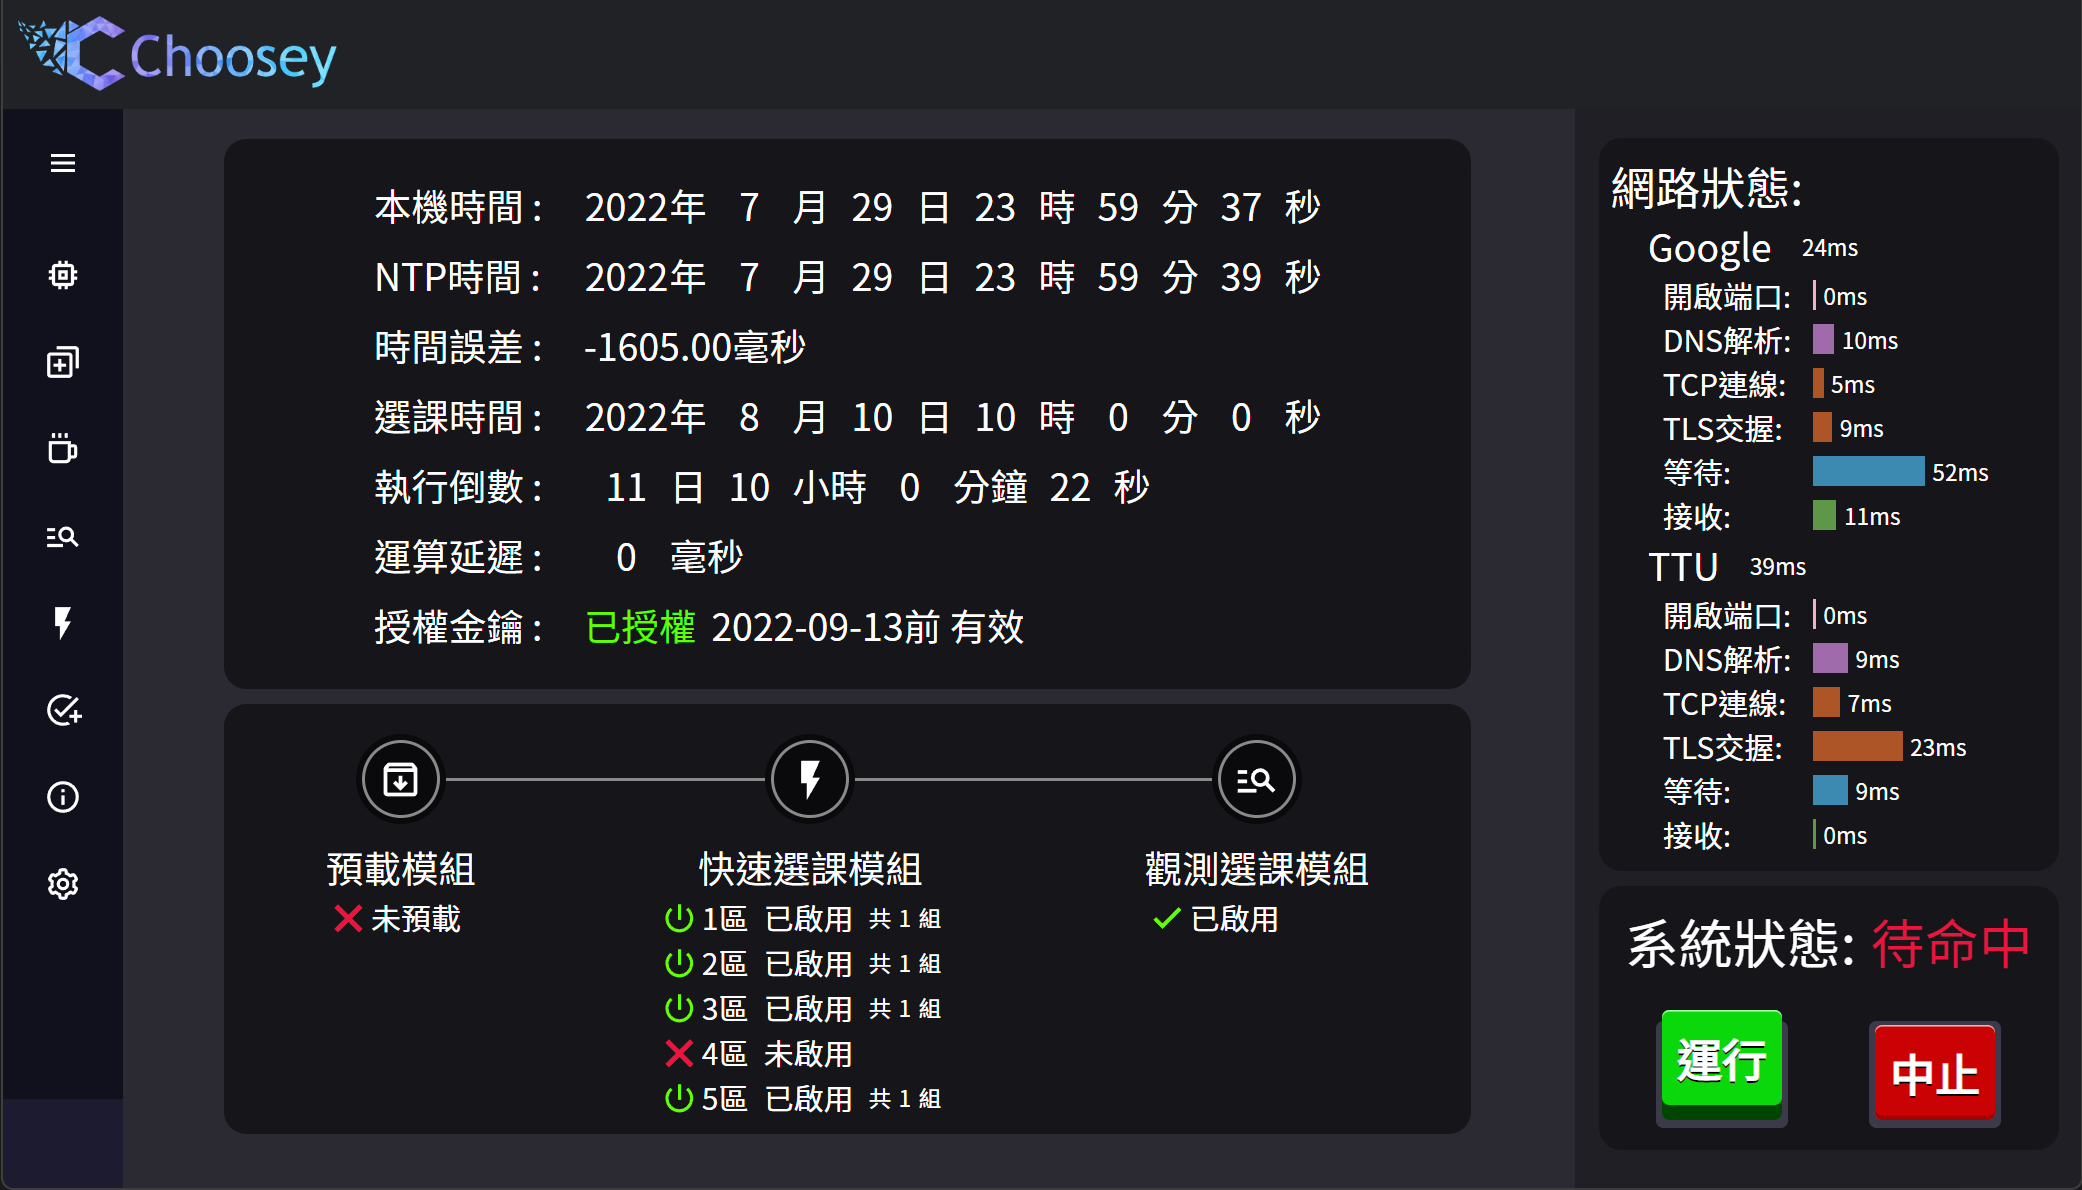 Choosey
本機時間： 2022年 7 月 29 日 23 時 59 分 37 秒
NTP時間： 2022年 7 月 29 日 23 時 59 分 39 秒
時間誤差： -1605.00毫秒
選課時間： 2022年 8 月 10 日 10 時 0 分 0 秒
執行倒數： 11 日 10 小時 0 分鐘 22 秒
運算延遲： 0 毫秒
授權金鑰： 已授權 2022-09-13前 有效
預載模組
未預載
快速選課模組
1區 已啟用 共 1 組
2區 已啟用 共 1 組
3區 已啟用 共 1 組
4區 未啟用
5區 已啟用 共 1 組
觀測選課模組
已啟用
網路狀態:
Google 24ms
開啟端口: 0ms
DNS解析: 10ms
TCP連線: 5ms
TLS交握: 9ms
等待: 52ms
接收: 11ms
TTU 39ms
開啟端口: 0ms
DNS解析: 9ms
TCP連線: 7ms
TLS交握: 23ms
等待: 9ms
接收: 0ms
系統狀態: 待命中
運行
中止